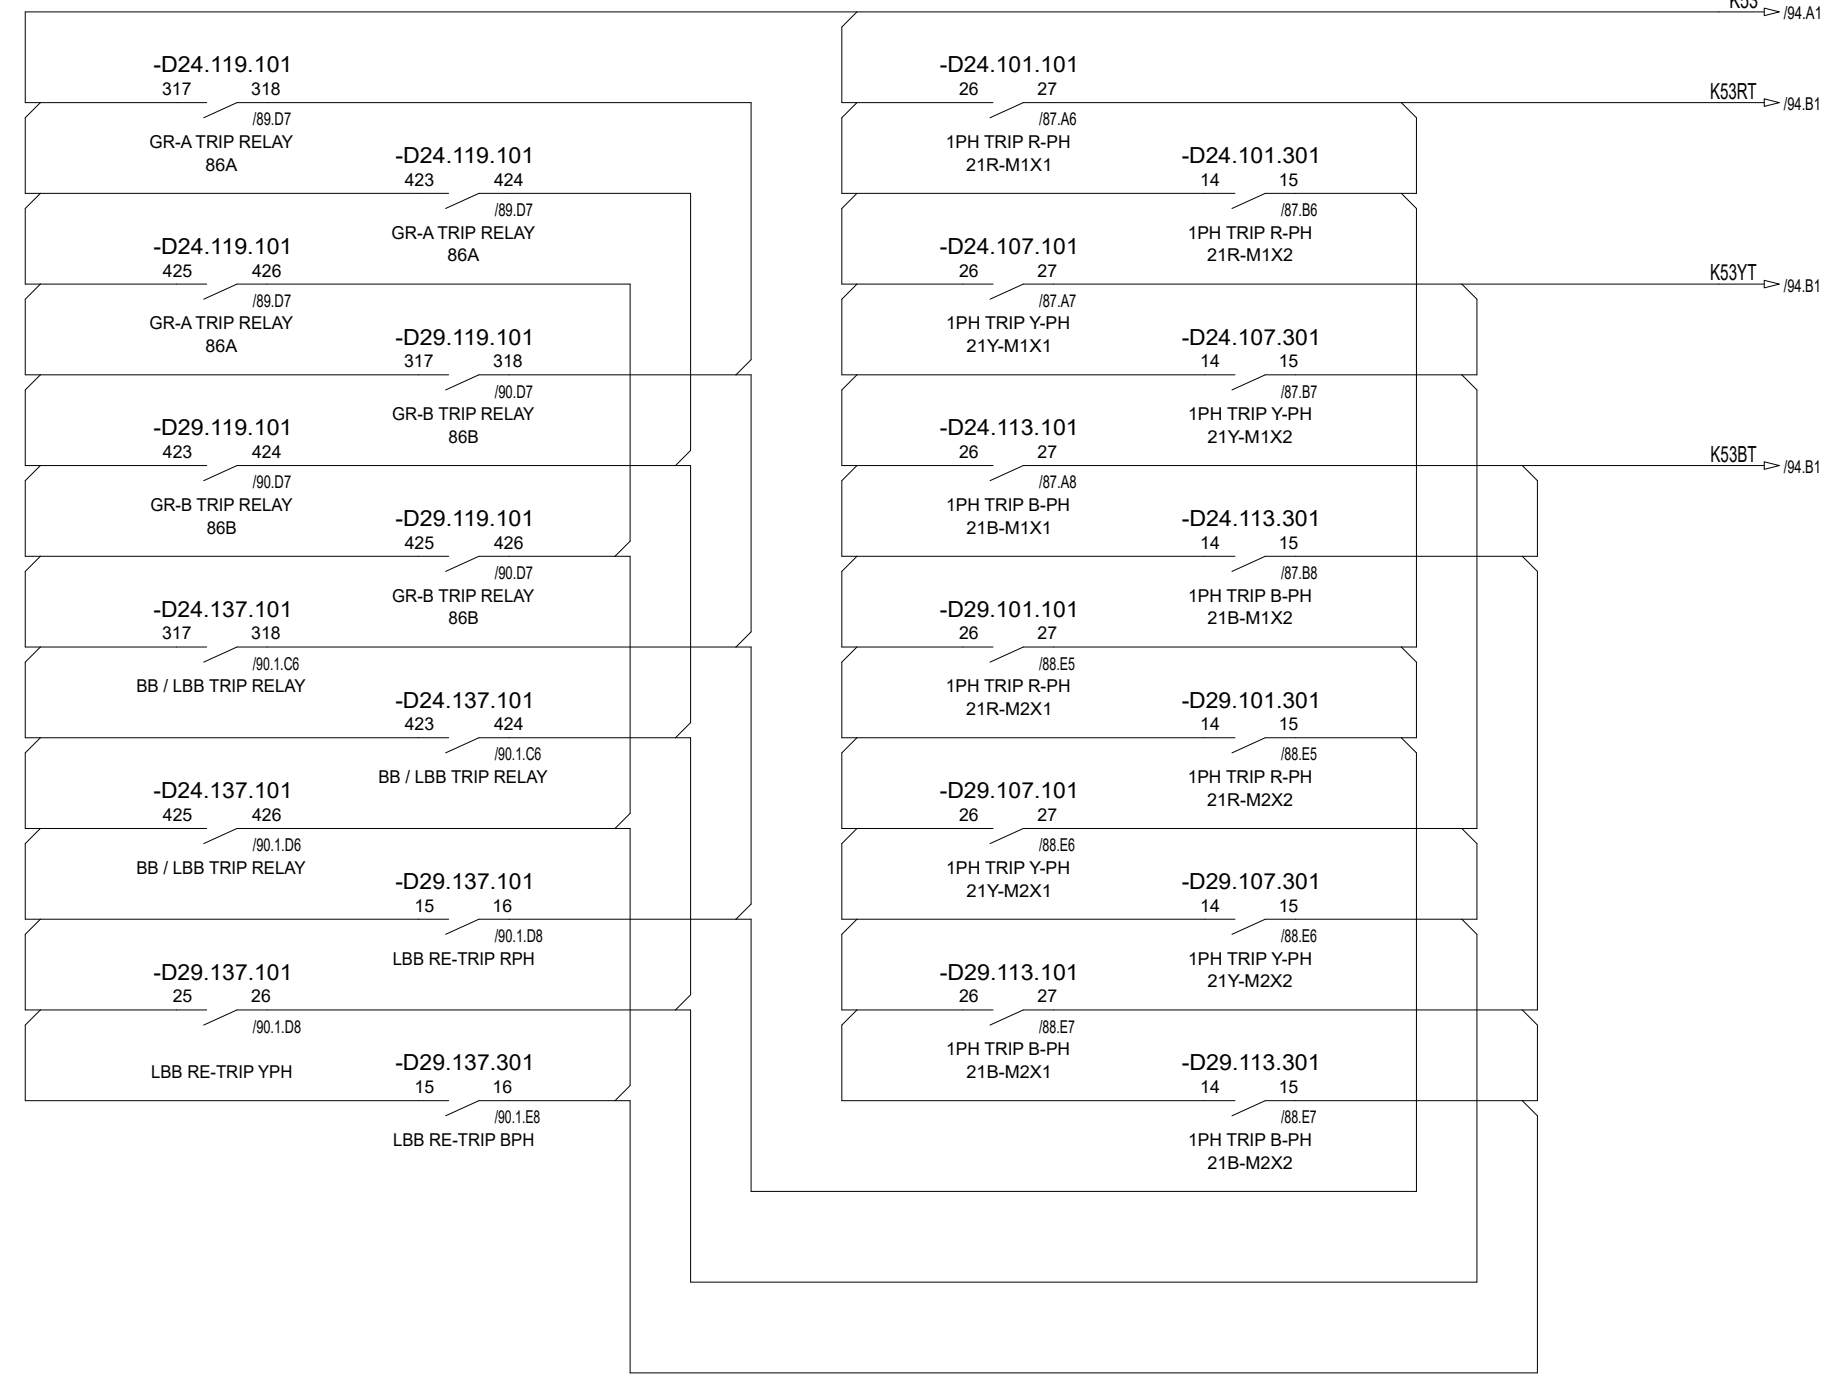 K53 /94.A1
-D24.119.101
317 318
/89.D7
GR-A TRIP RELAY
86A
-D24.119.101
423 424
/89.D7
GR-A TRIP RELAY
86A
-D24.119.101
425 426
/89.D7
GR-A TRIP RELAY
86A
-D29.119.101
317 318
/90.D7
GR-B TRIP RELAY
86B
-D29.119.101
423 424
/90.D7
GR-B TRIP RELAY
86B
-D29.119.101
425 426
/90.D7
GR-B TRIP RELAY
86B
-D24.137.101
317 318
/90.1.C6
BB / LBB TRIP RELAY
-D24.137.101
423 424
/90.1.C6
BB / LBB TRIP RELAY
-D24.137.101
425 426
/90.1.D6
BB / LBB TRIP RELAY
-D29.137.101
15 16
/90.1.D8
LBB RE-TRIP RPH
-D29.137.101
25 26
/90.1.D8
LBB RE-TRIP YPH
-D29.137.301
15 16
/90.1.E8
LBB RE-TRIP BPH
-D24.101.101
26 27
/87.A6
1PH TRIP R-PH
21R-M1X1
K53RT /94.B1
-D24.101.301
14 15
/87.B6
1PH TRIP R-PH
21R-M1X2
-D24.107.101
26 27
/87.A7
1PH TRIP Y-PH
21Y-M1X1
K53YT /94.B1
-D24.107.301
14 15
/87.B7
1PH TRIP Y-PH
21Y-M1X2
-D24.113.101
26 27
/87.A8
1PH TRIP B-PH
21B-M1X1
K53BT /94.B1
-D24.113.301
14 15
/87.B8
1PH TRIP B-PH
21B-M1X2
-D29.101.101
26 27
/88.E5
1PH TRIP R-PH
21R-M2X1
-D29.101.301
14 15
/88.E5
1PH TRIP R-PH
21R-M2X2
-D29.107.101
26 27
/88.E6
1PH TRIP Y-PH
21Y-M2X1
-D29.107.301
14 15
/88.E6
1PH TRIP Y-PH
21Y-M2X2
-D29.113.101
26 27
/88.E7
1PH TRIP B-PH
21B-M2X1
-D29.113.301
14 15
/88.E7
1PH TRIP B-PH
21B-M2X2